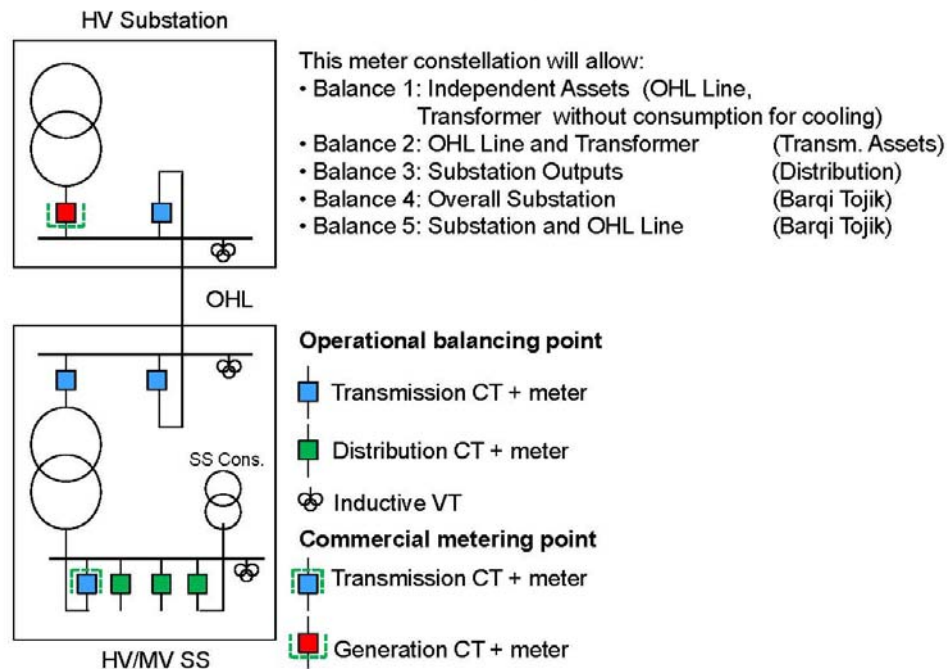 HV Substation
This meter constellation will allow:
• Balance 1: Independent Assets (OHL Line,
Transformer without consumption for cooling)
• Balance 2: OHL Line and Transformer (Transm. Assets)
• Balance 3: Substation Outputs (Distribution)
• Balance 4: Overall Substation (Barqi Tojik)
• Balance 5: Substation and OHL Line (Barqi Tojik)
OHL
Operational balancing point
Transmission CT + meter
SS Cons.
Distribution CT + meter
Inductive VT
Commercial metering point
Transmission CT + meter
Generation CT + meter
HV/MV SS